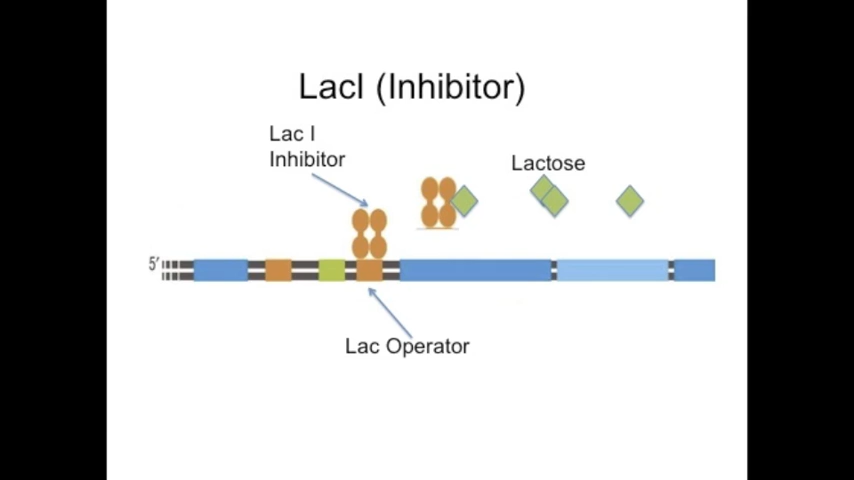 LacI (Inhibitor)
Lac I
Inhibitor
Lactose
5′
Lac Operator